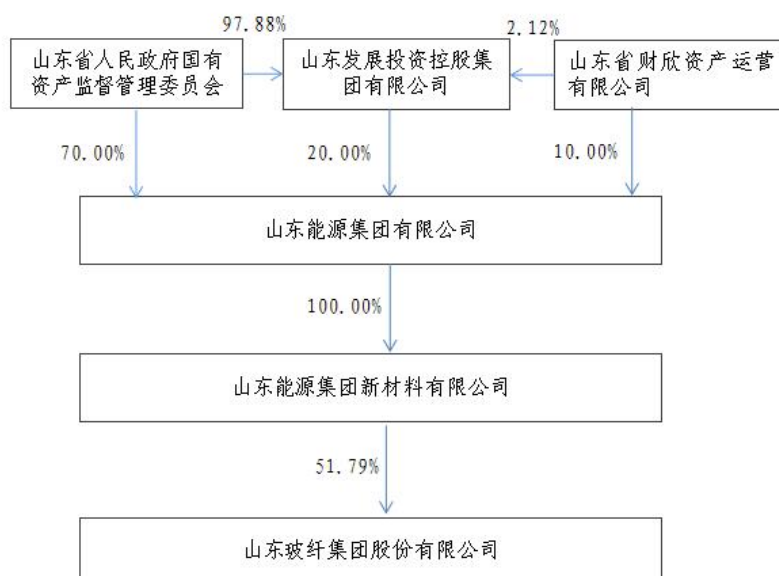 97.88%
2.12%
山东省人民政府国有
资产监督管理委员会
山东发展投资控股集
团有限公司
山东省财欣资产运营
有限公司
70.00%
20.00%
10.00%
山东能源集团有限公司
100.00%
山东能源集团新材料有限公司
51.79%
山东玻纤集团股份有限公司